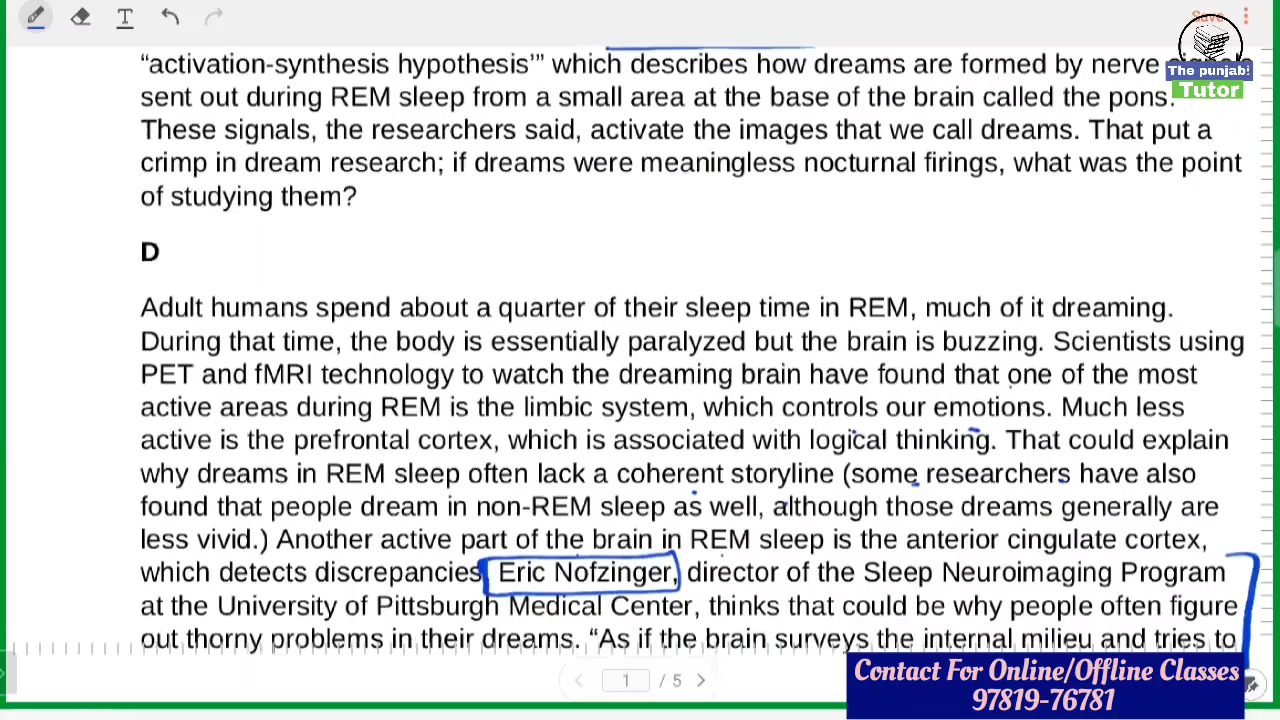 Save
"activation-synthesis hypothesis'" which describes how dreams are formed by nerve
The punjab!
Tutor
sent out during REM sleep from a small area at the base of the brain called the pons.
These signals, the researchers said, activate the images that we call dreams. That put a
crimp in dream research; if dreams were meaningless nocturnal firings, what was the point
of studying them?
D
Adult humans spend about a quarter of their sleep time in REM, much of it dreaming.
During that time, the body is essentially paralyzed but the brain is buzzing. Scientists using
PET and fMRI technology to watch the dreaming brain have found that one of the most
active areas during REM is the limbic system, which controls our emotions. Much less
active is the prefrontal cortex, which is associated with logical thinking. That could explain
why dreams in REM sleep often lack a coherent storyline (some researchers have also
found that people dream in non-REM sleep as well, although those dreams generally are
less vivid.) Another active part of the brain in REM sleep is the anterior cingulate cortex,
which detects discrepancies Eric Nofzinger, director of the Sleep Neuroimaging Program
at the University of Pittsburgh Medical Center, thinks that could be why people often figure
out thorny problems in their dreams. "As if the brain surveys the internal milieu and tries to
1 / 5
Contact For Online/Offline Classes
97819-76781